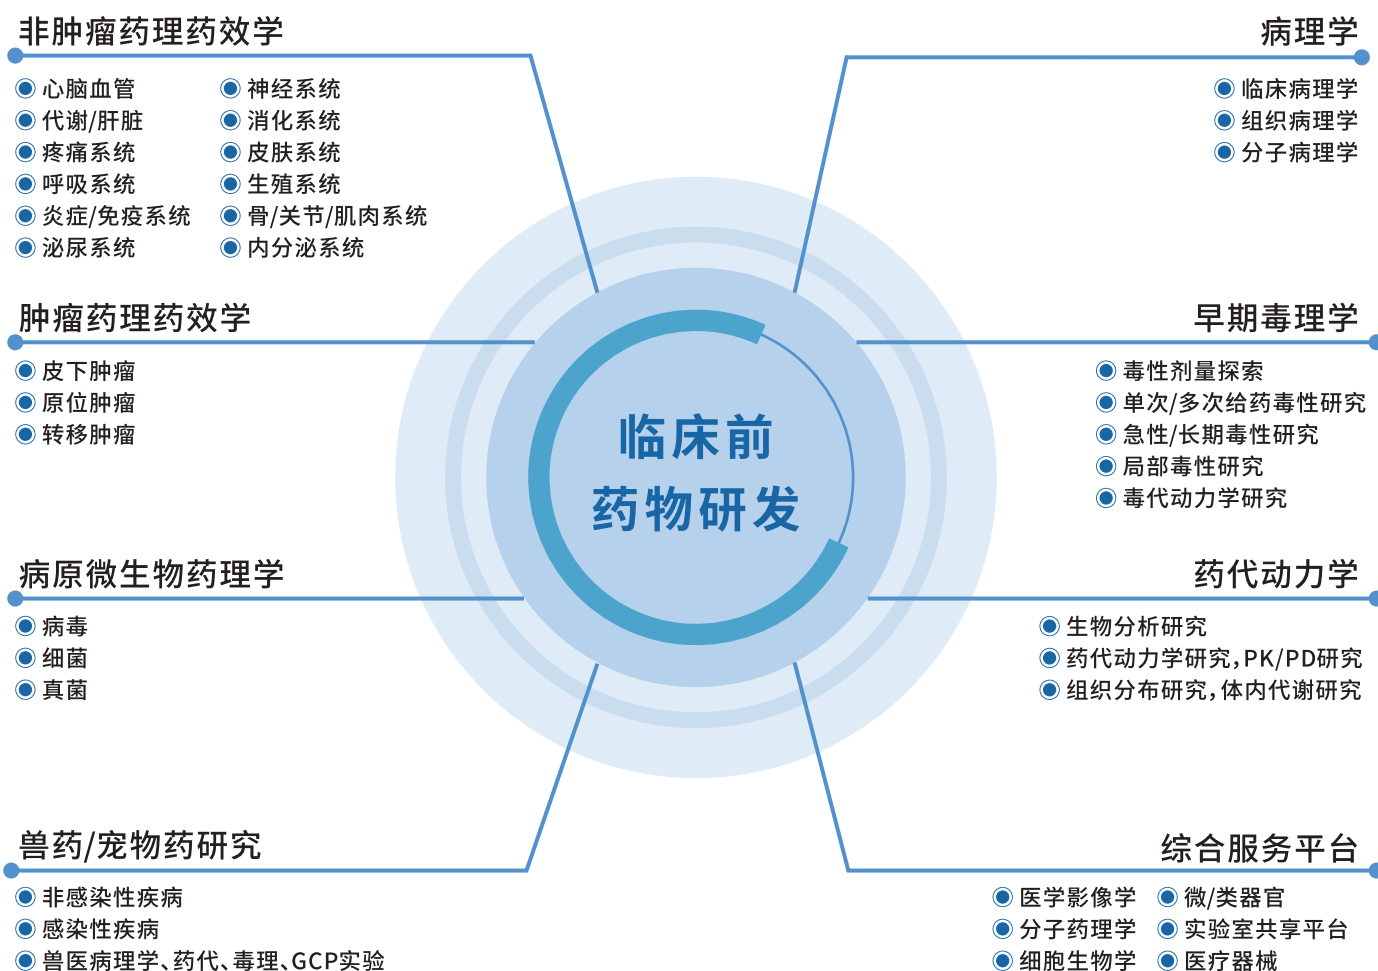 非肿瘤药理药效学
心脑血管
神经系统
代谢/肝脏
消化系统
疼痛系统
皮肤系统
呼吸系统
生殖系统
炎症/免疫系统
骨/关节/肌肉系统
泌尿系统
内分泌系统
肿瘤药理药效学
皮下肿瘤
原位肿瘤
转移肿瘤
病原微生物药理学
病毒
细菌
真菌
兽药/宠物药研究
非感染性疾病
感染性疾病
兽医病理学、药代、毒理、GCP实验
临床前
药物研发
病理学
临床病理学
组织病理学
分子病理学
早期毒理学
毒性剂量探索
单次/多次给药毒性研究
急性/长期毒性研究
局部毒性研究
毒代动力学研究
药代动力学
生物分析研究
药代动力学研究，PK/PD研究
组织分布研究，体内代谢研究
综合服务平台
医学影像学
微/类器官
分子药理学
实验室共享平台
细胞生物学
医疗器械